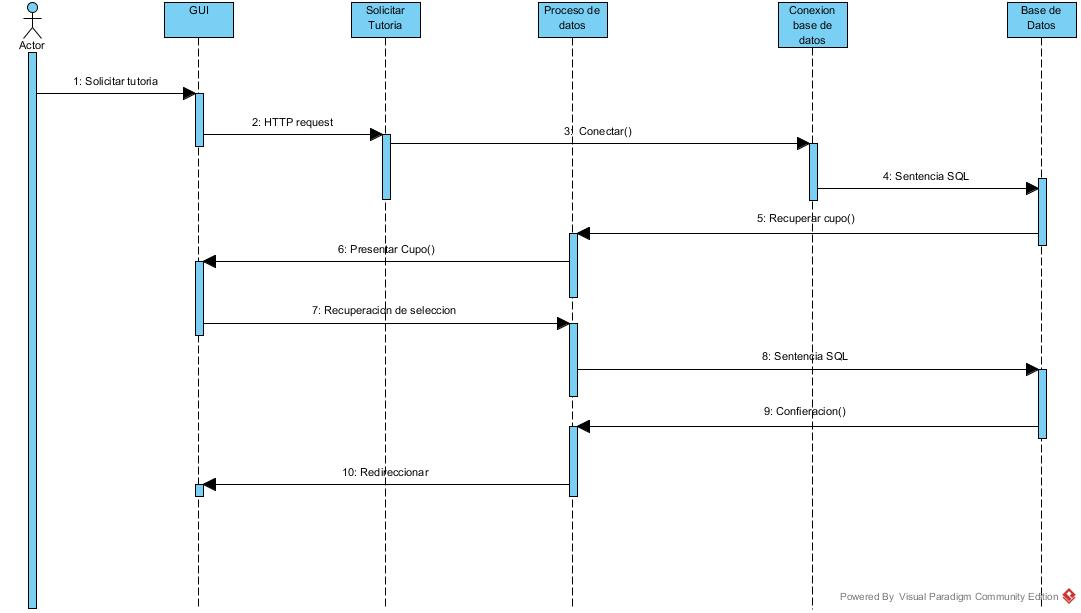 GUI
Solicitar
Tutoria
Proceso de
datos
Conexion
base de
datos
Base de
Datos
Actor
1: Solicitar tutoria
2: HTTP request
3: Conectar()
4: Sentencia SQL
5: Recuperar cupo()
6: Presentar Cupo()
7: Recuperacion de seleccion
8: Sentencia SQL
9: Confieracion()
10: Redireccionar
Powered By Visual Paradigm Community Edition